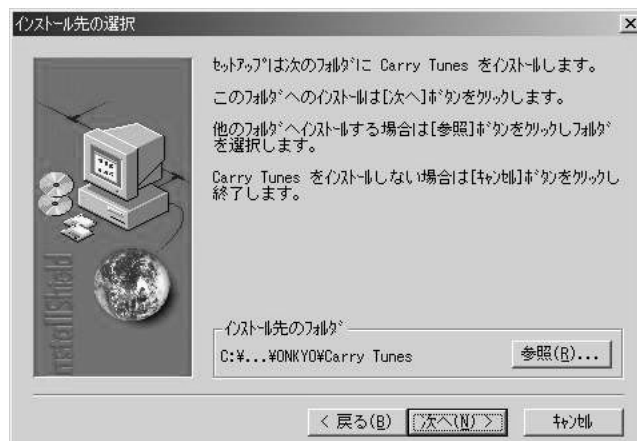 インストール先の選択
ｾｯﾄｱｯﾌﾟは次のﾌｫﾙﾀﾞに Carry Tunes をｲﾝｽﾄｰﾙします。
このﾌｫﾙﾀﾞへのｲﾝｽﾄｰﾙは[次へ]ﾎﾞﾀﾝをｸﾘｯｸします。
他のﾌｫﾙﾀﾞへｲﾝｽﾄｰﾙする場合は[参照]ﾎﾞﾀﾝをｸﾘｯｸしﾌｫﾙﾀﾞ
を選択します。
Carry Tunes をｲﾝｽﾄｰﾙしない場合は[ｷｬﾝｾﾙ]ﾎﾞﾀﾝをｸﾘｯｸし
終了します。
InstallShield
ｲﾝｽﾄｰﾙ先のﾌｫﾙﾀﾞ
C:¥...¥ONKYO¥Carry Tunes
参照(R)...
< 戻る(B)
次へ(N) >
ｷｬﾝｾﾙ